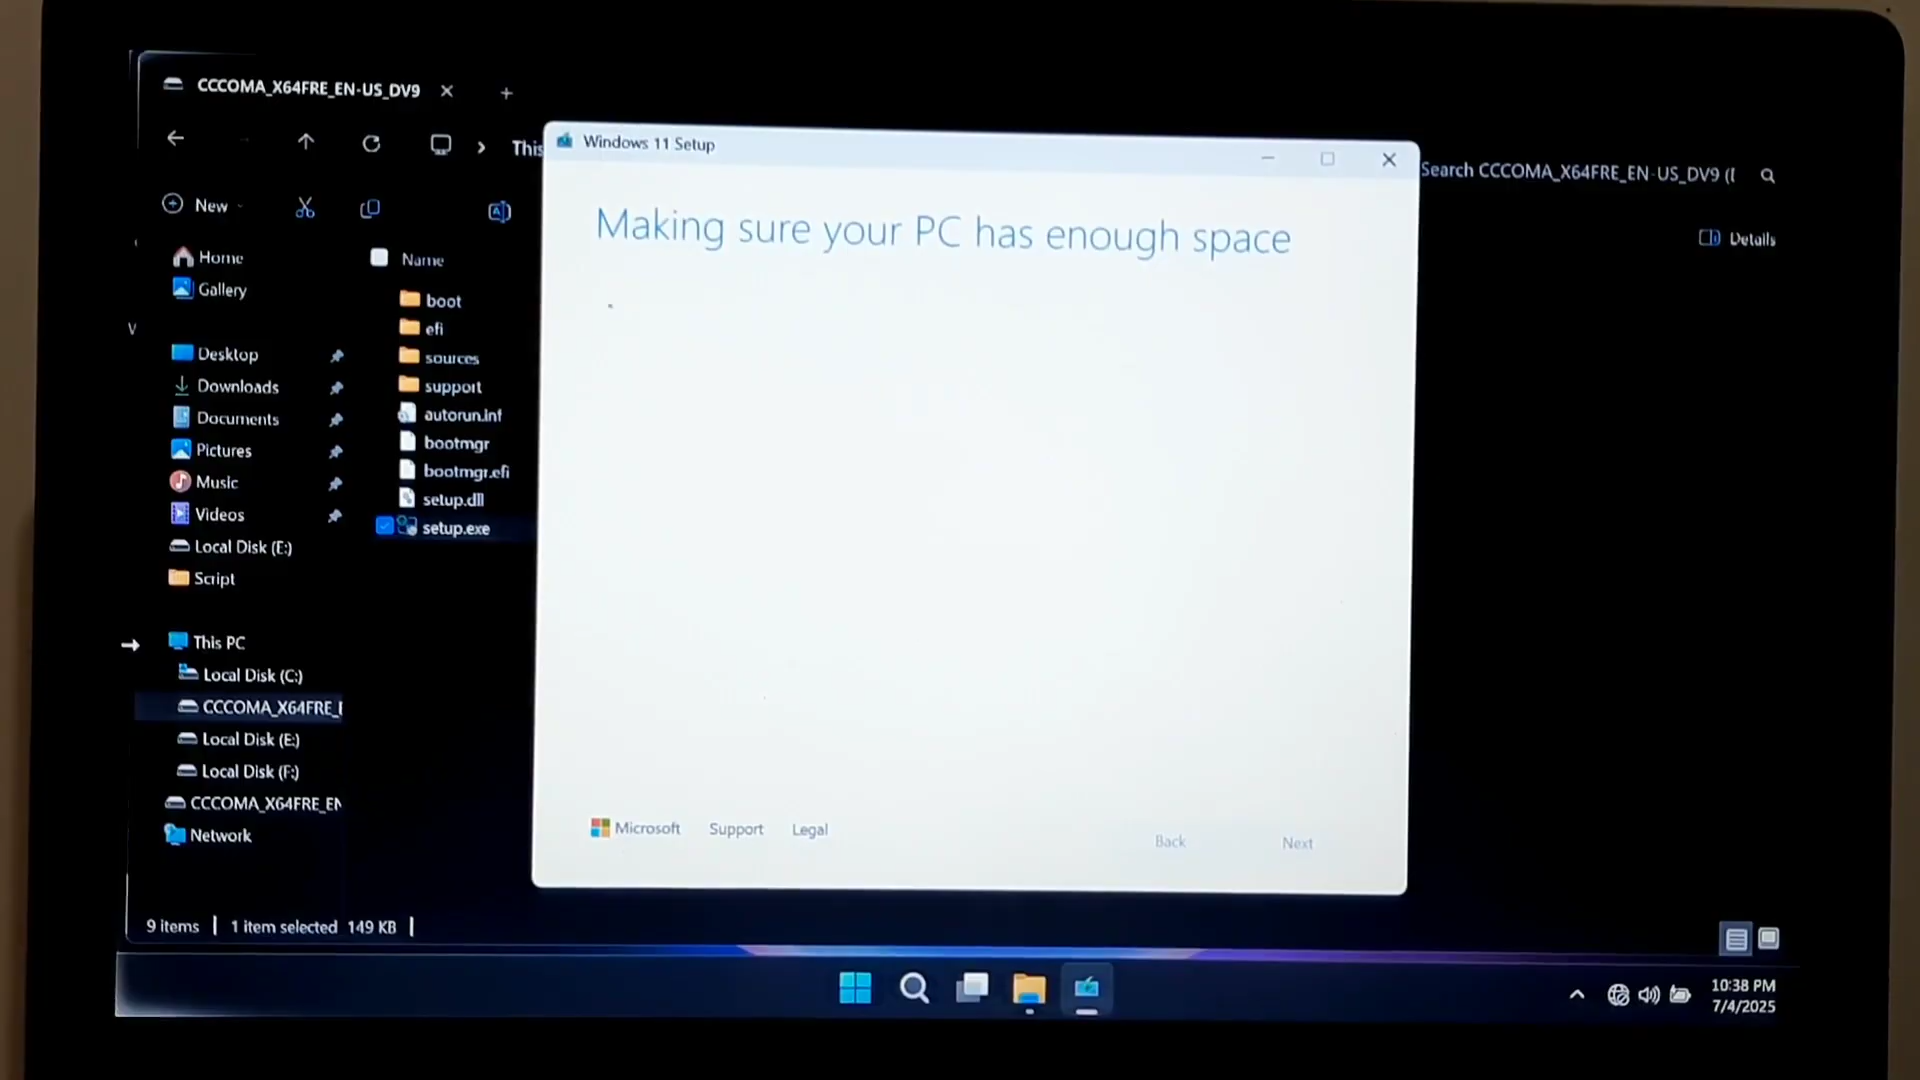 CCCOMA_X64FRE_EN-US_DV9
This
Windows 11 Setup
Search CCCOMA_X64FRE_EN-US_DV9 (
New
Details
Making sure your PC has enough space
Name
Home
Gallery
Desktop
Downloads
Documents
Pictures
Music
Videos
Local Disk (E:)
Script
This PC
Local Disk (C:)
CCCOMA_X64FRE_
Local Disk (E:)
Local Disk (F:)
CCCOMA_X64FRE_EN
Network
boot
efi
sources
support
autorun.inf
bootmgr
bootmgr.efi
setup.dll
setup.exe
Microsoft
Support
Legal
Back
Next
9 items
1 item selected 149 KB
10:38 PM
7/4/2025